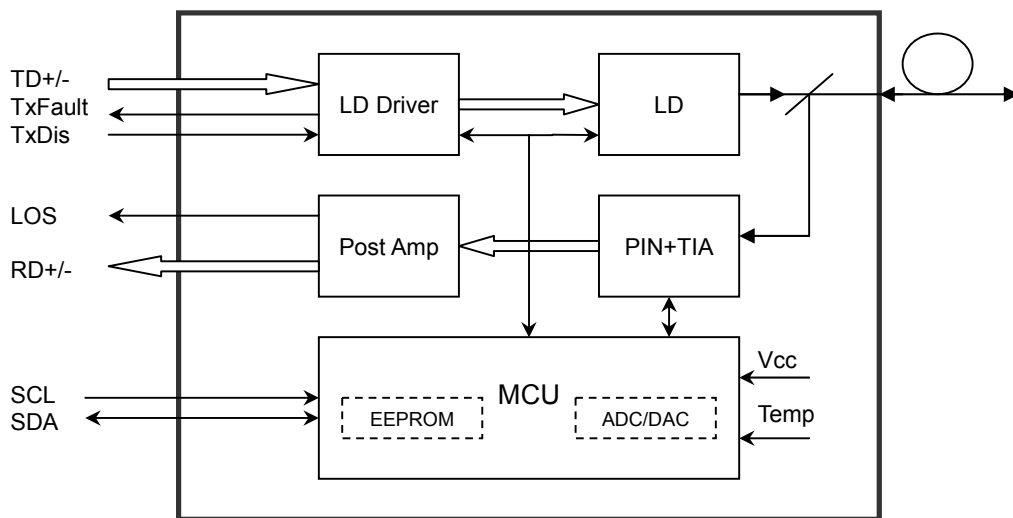 TD+/-
TxFault
TxDis
LD Driver
LD
LOS
RD+/-
Post Amp
PIN+TIA
SCL
SDA
MCU
EEPROM
ADC/DAC
Vcc
Temp